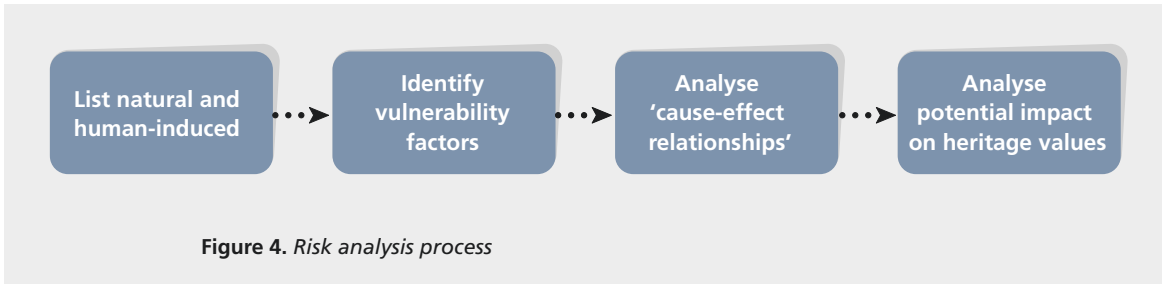 List natural and
human-induced
Identify
vulnerability
factors
Analyse
‘cause-effect
relationships’
Analyse
potential impact
on heritage values
Figure 4. Risk analysis process